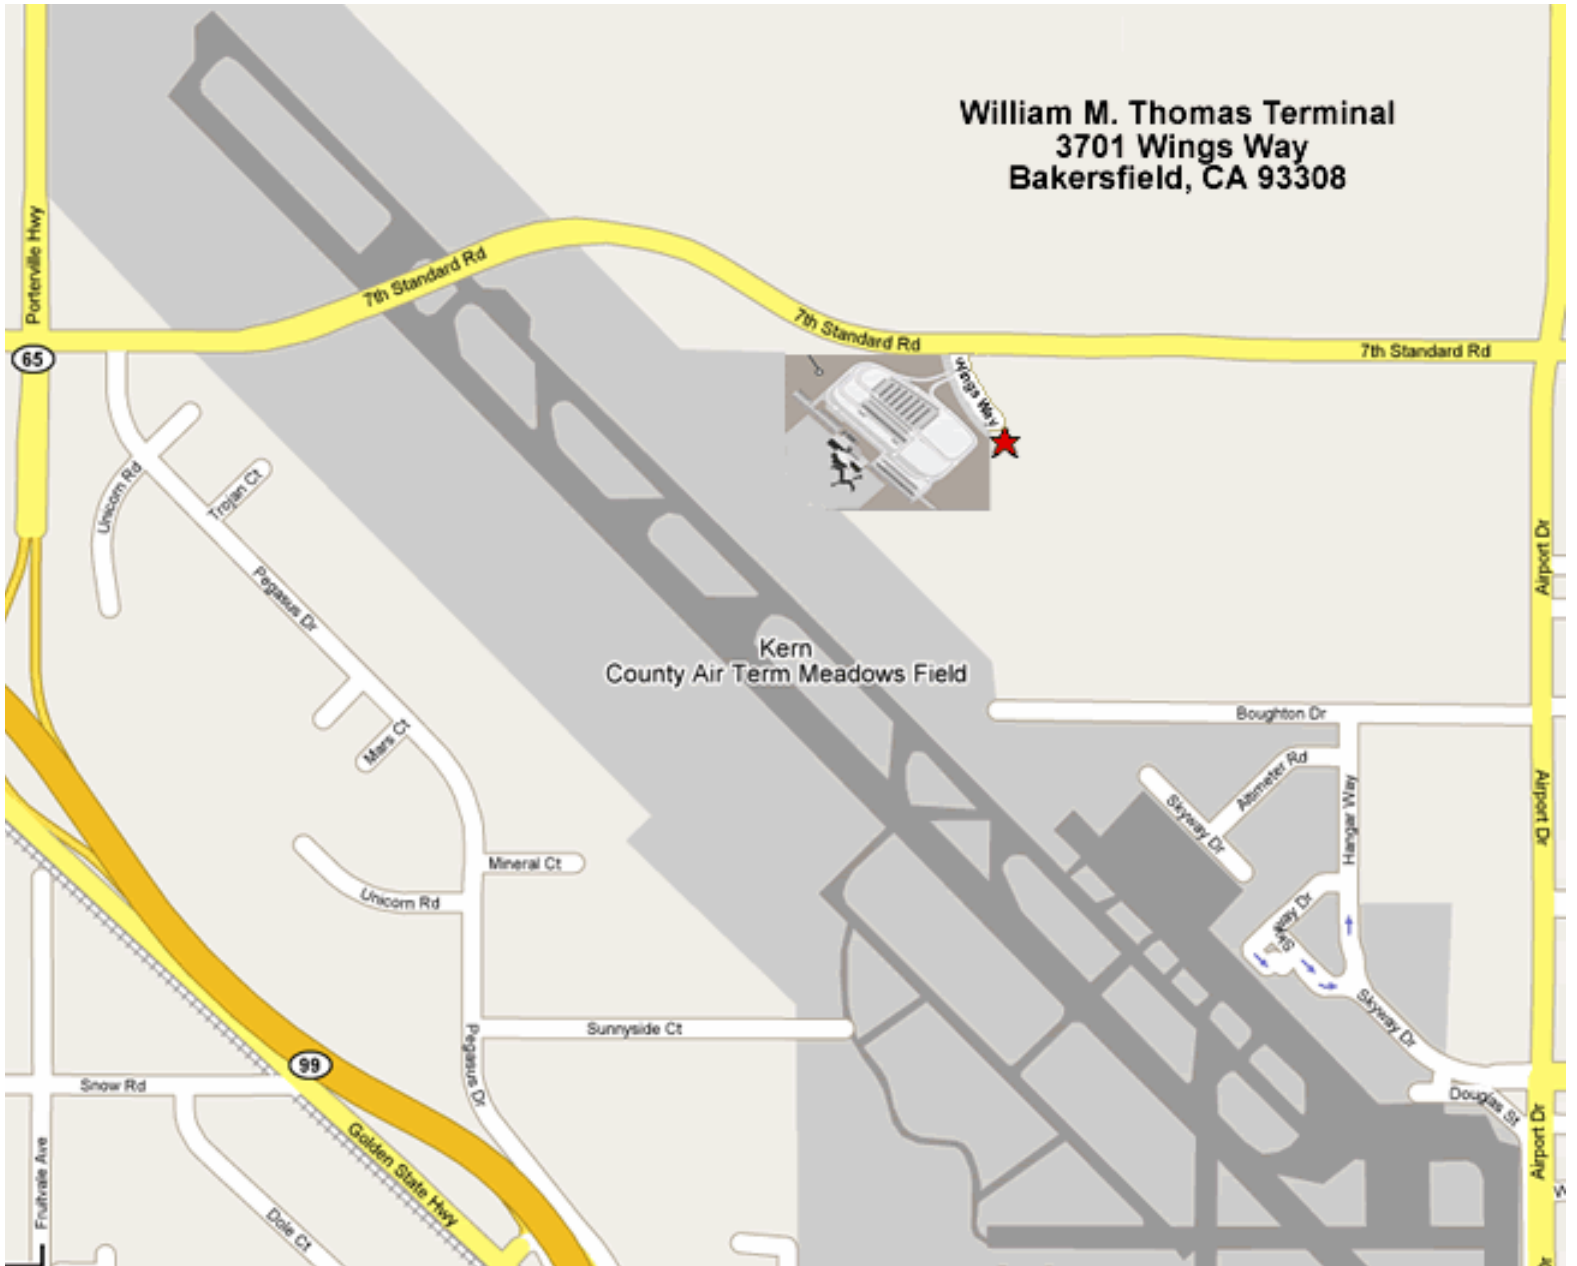 William M. Thomas Terminal
3701 Wings Way
Bakersfield, CA 93308
Porterville Hwy
7th Standard Rd
7th Standard Rd
7th Standard Rd
65
Wings Way
Unicorn Rd
Trojan Ct
Airport Dr
Pegasus Dr
Kern
County Air Term Meadows Field
Boughton Dr
Mars Ct
Altimeter Rd
Skyway Dr
Hangar Way
Airport Dr
Mineral Ct
Unicorn Rd
Skyway Dr
Skyway Dr
Sunnyside Ct
Pegasus Dr
99
Snow Rd
Douglas St
Airport Dr
Golden State Hwy
Fruitvale Ave
Dole Ct
W
Dr